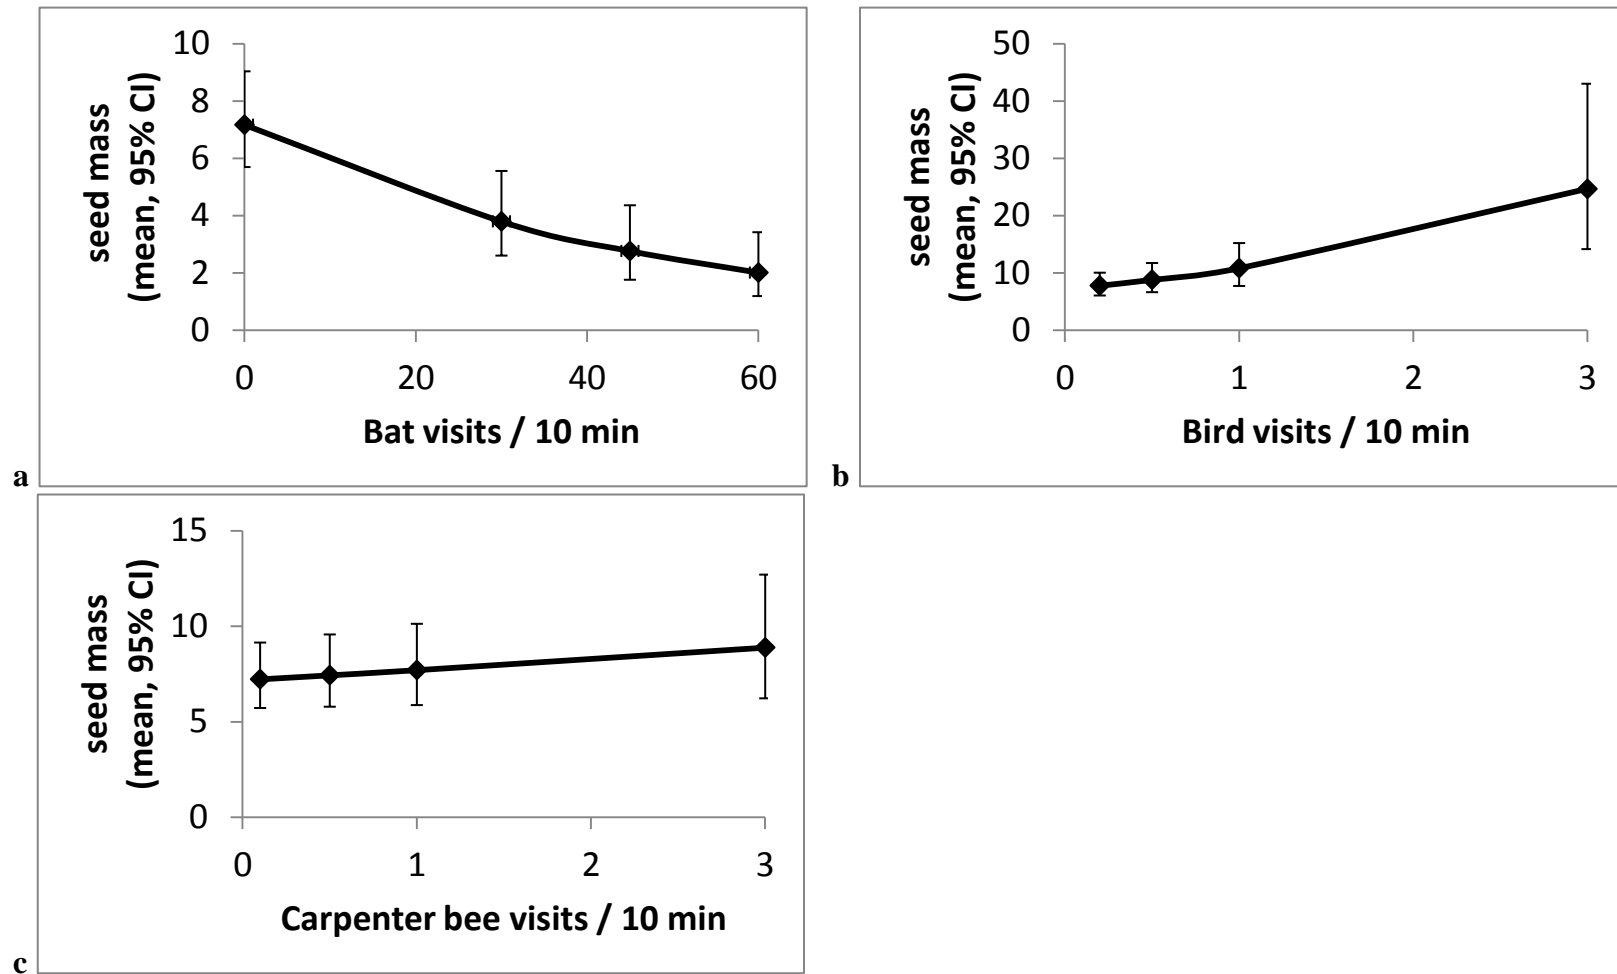 10
8
6
4
2
0
seed mass
(mean, 95% CI)
0 20 40 60
Bat visits / 10 min
a
50
40
30
20
10
0
seed mass
(mean, 95% CI)
0 1 2 3
Bird visits / 10 min
b
15
10
5
0
seed mass
(mean, 95% CI)
0 1 2 3
Carpenter bee visits / 10 min
c